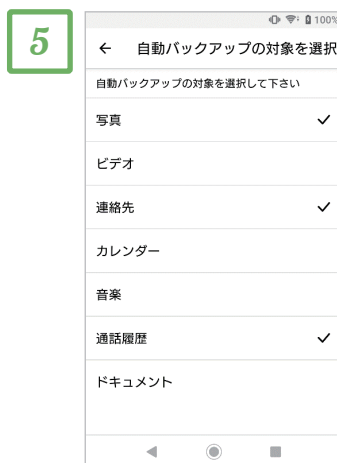 5
100%
自動バックアップの対象を選択
自動バックアップの対象を選択して下さい
写真
ビデオ
連絡先
カレンダー
音楽
通話履歴
ドキュメント